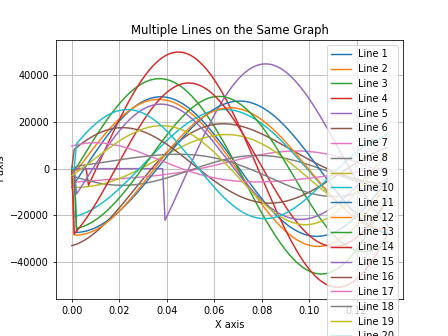 Multiple Lines on the Same Graph
40000
20000
0
−20000
−40000
axis
0.00
0.02
0.04
0.06
0.08
0.10
X axis
Line 1
Line 2
Line 3
Line 4
Line 5
Line 6
Line 7
Line 8
Line 9
Line 10
Line 11
Line 12
Line 13
Line 14
Line 15
Line 16
Line 17
Line 18
Line 19
Line 20